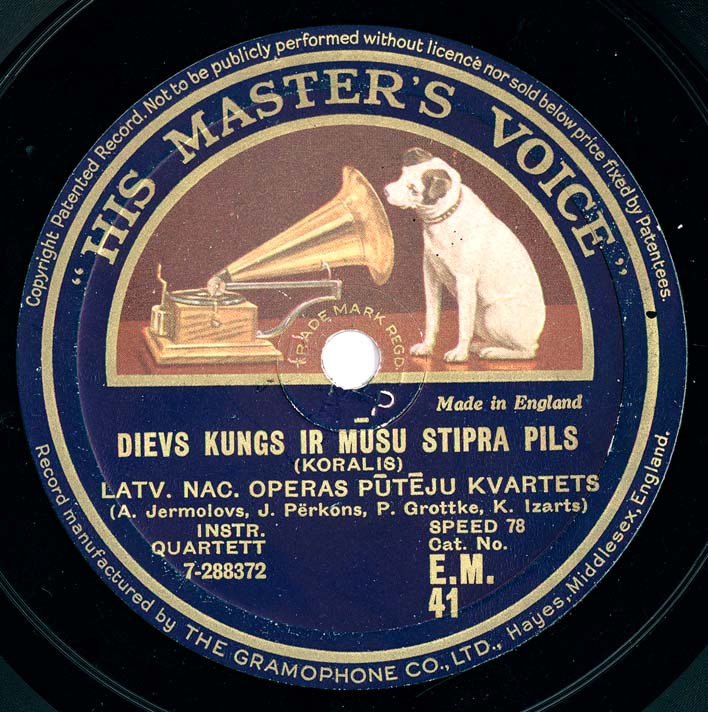 Copyright Patented Record. Not to be publicly performed without licence nor sold below price fixed by Patentees.
"HIS MASTER'S VOICE"
TRADE MARK REGD
Made in England
DIEVS KUNGS IR MŪSU STIPRA PILS
(KORALIS)
LATV. NAC. OPERAS PŪTĒJU KVARTETS
(A. Jermolovs, J. Pērkons, P. Grottke, K. Izarts)
INSTR. QUARTETT
7-288372
SPEED 78
Cat. No.
E.M.
41
Record manufactured by THE GRAMOPHONE CO., LTD., Hayes, Middlesex, England.